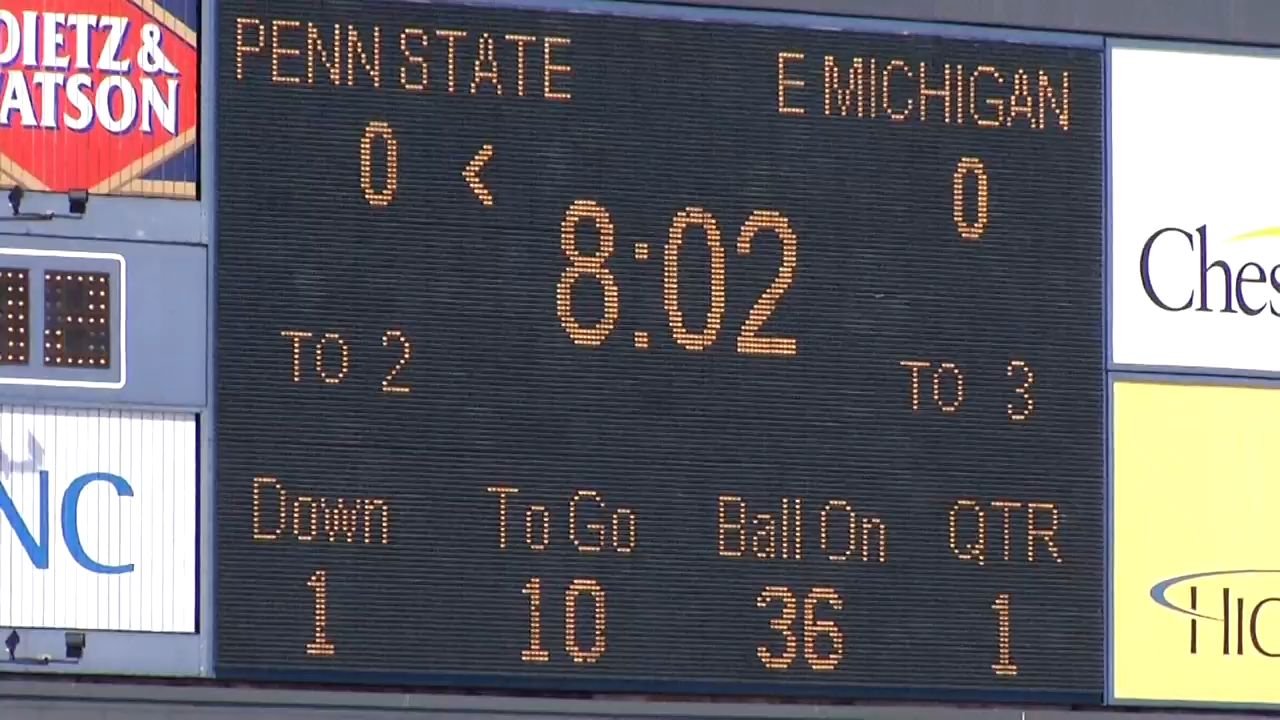 DIETZ &
WATSON
PENN STATE
E MICHIGAN
0 <
0
8:02
TO 2
TO 3
Down
To Go
Ball On
QTR
1
10
36
1
NC
Ches
HIC